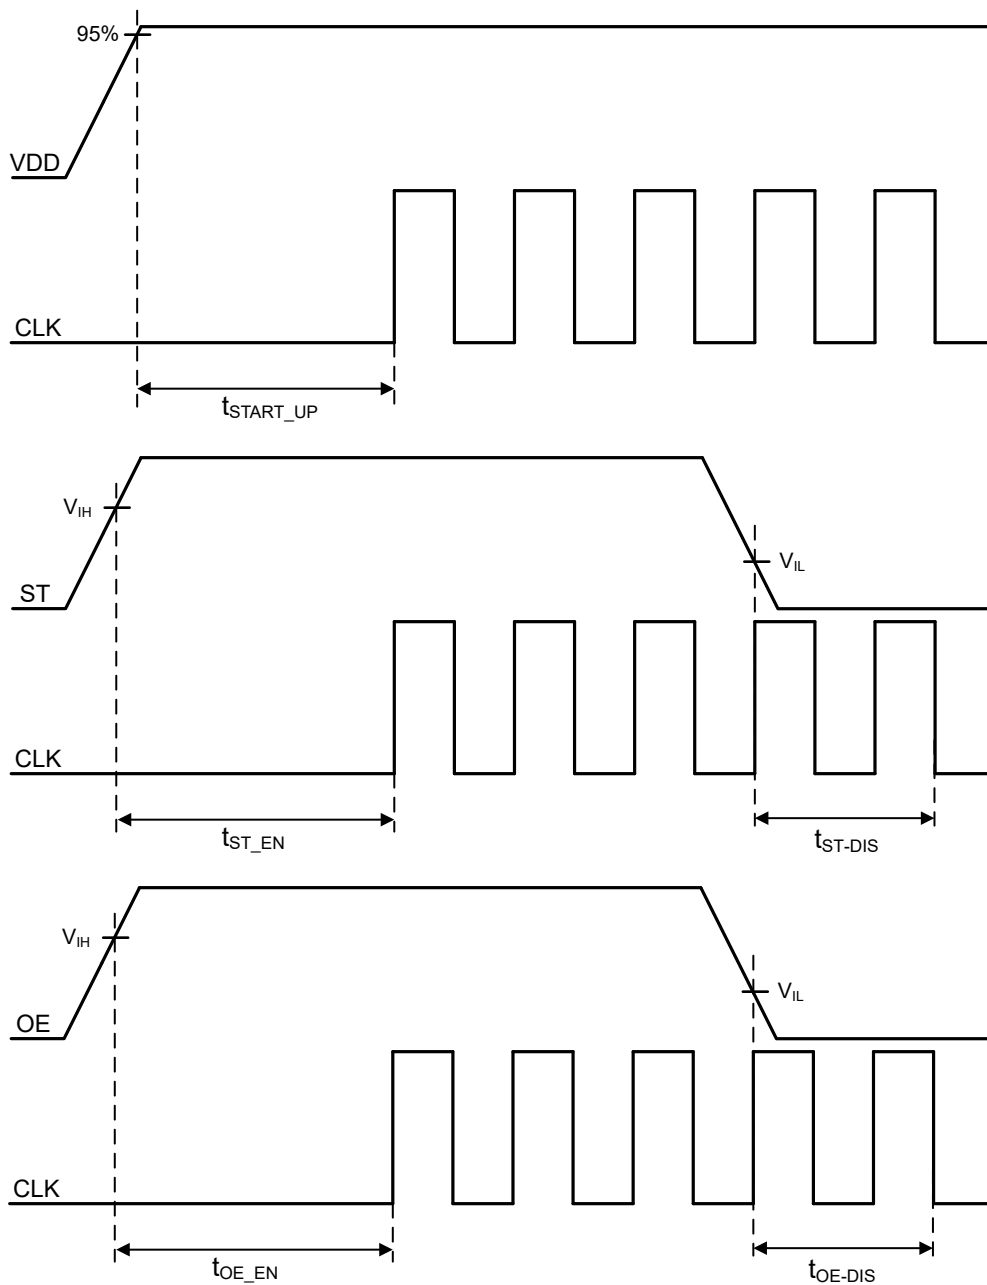 95%
VDD
CLK
tSTART_UP
VIH
VIL
ST
CLK
tST_EN
tST-DIS
VIH
VIL
OE
CLK
tOE_EN
tOE-DIS